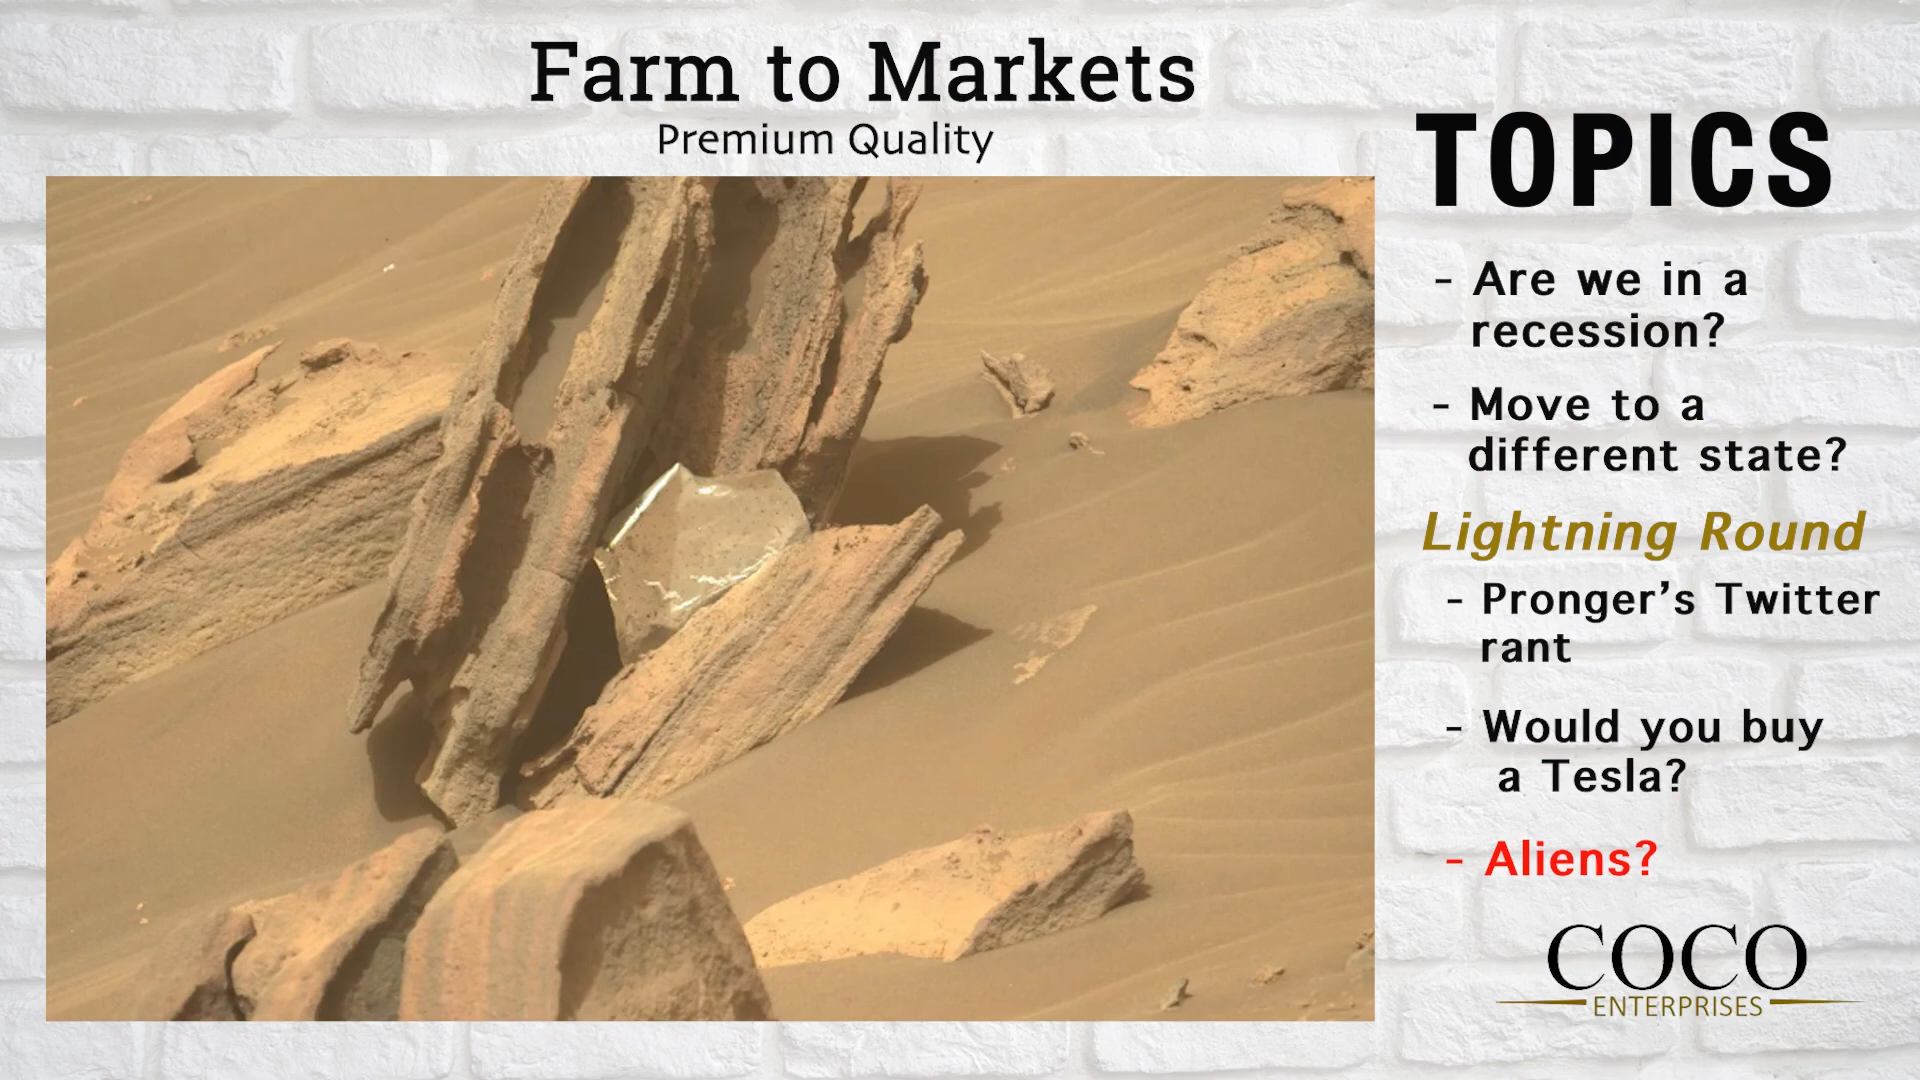 Farm to Markets
Premium Quality
TOPICS
- Are we in a
recession?
- Move to a
different state?
Lightning Round
- Pronger’s Twitter
rant
- Would you buy
a Tesla?
- Aliens?
COCO
ENTERPRISES